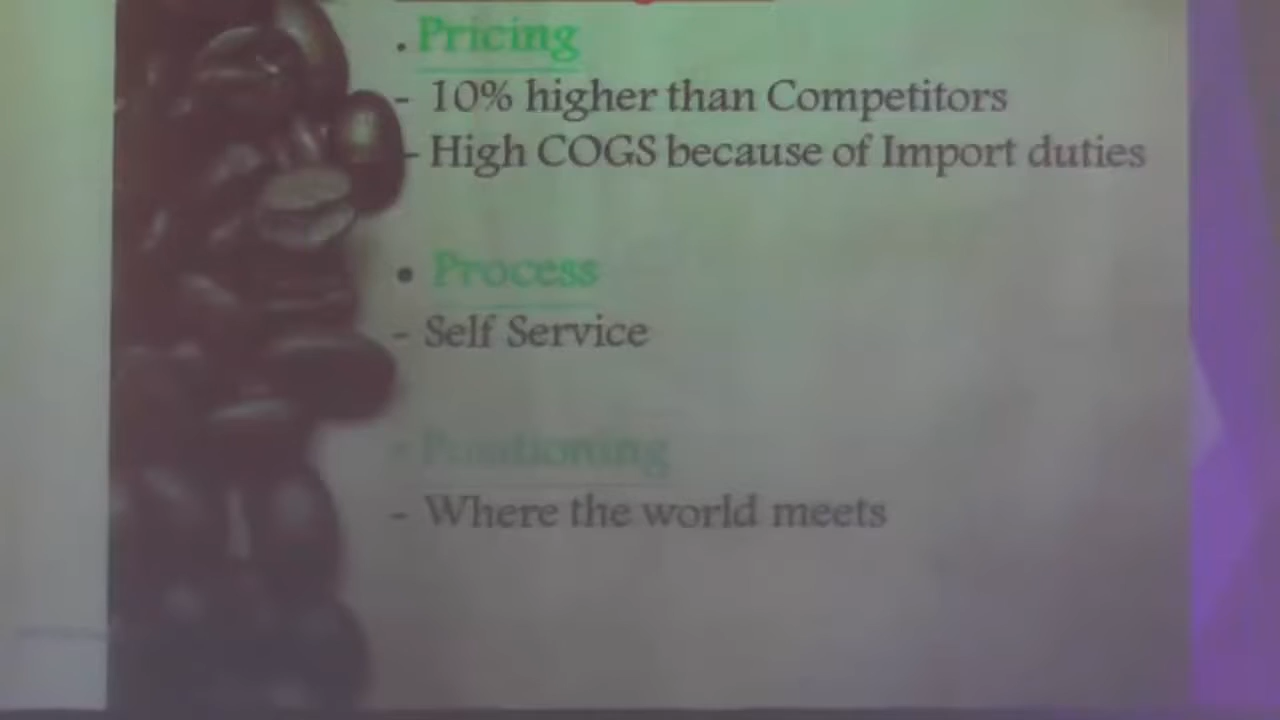 . Pricing
- 10% higher than Competitors
- High COGS because of Import duties
• Process
- Self Service
- Positioning
- Where the world meets